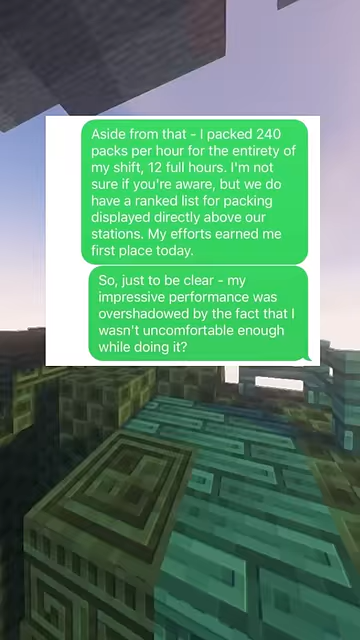 Aside from that - I packed 240
packs per hour for the entirety of
my shift, 12 full hours. I'm not
sure if you're aware, but we do
have a ranked list for packing
displayed directly above our
stations. My efforts earned me
first place today.
So, just to be clear - my
impressive performance was
overshadowed by the fact that I
wasn't uncomfortable enough
while doing it?